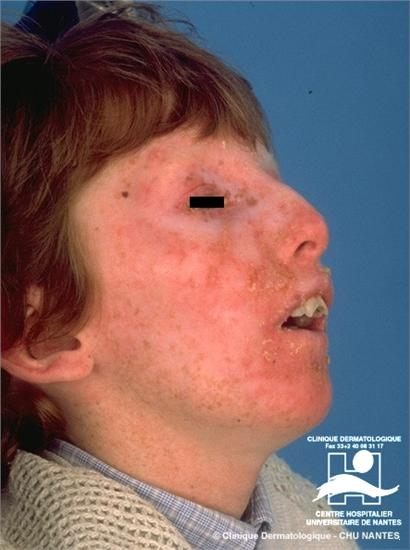 CLINIQUE DERMATOLOGIQUE
Fax 33+2 40 08 31 17
CENTRE HOSPITALIER
UNIVERSITAIRE DE NANTES
© Clinique Dermatologique - CHU NANTES